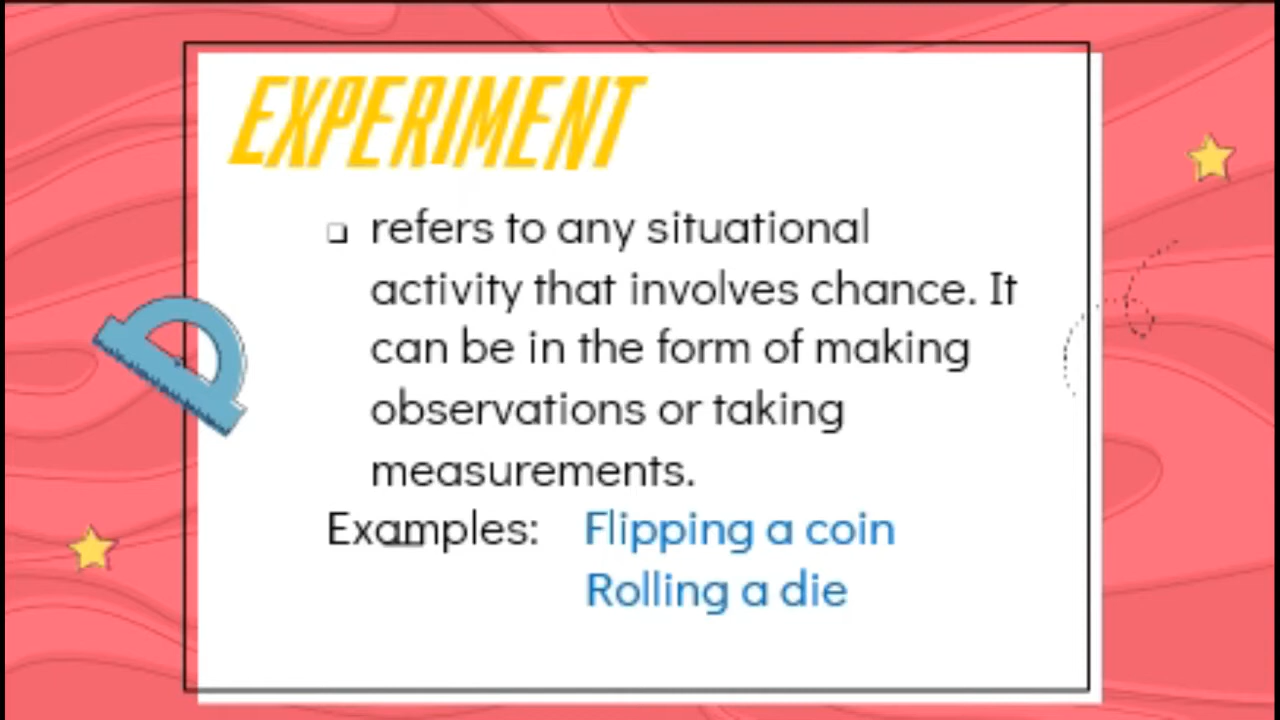 EXPERIMENT
❑ refers to any situational
activity that involves chance. It
can be in the form of making
observations or taking
measurements.
Examples: Flipping a coin
Rolling a die